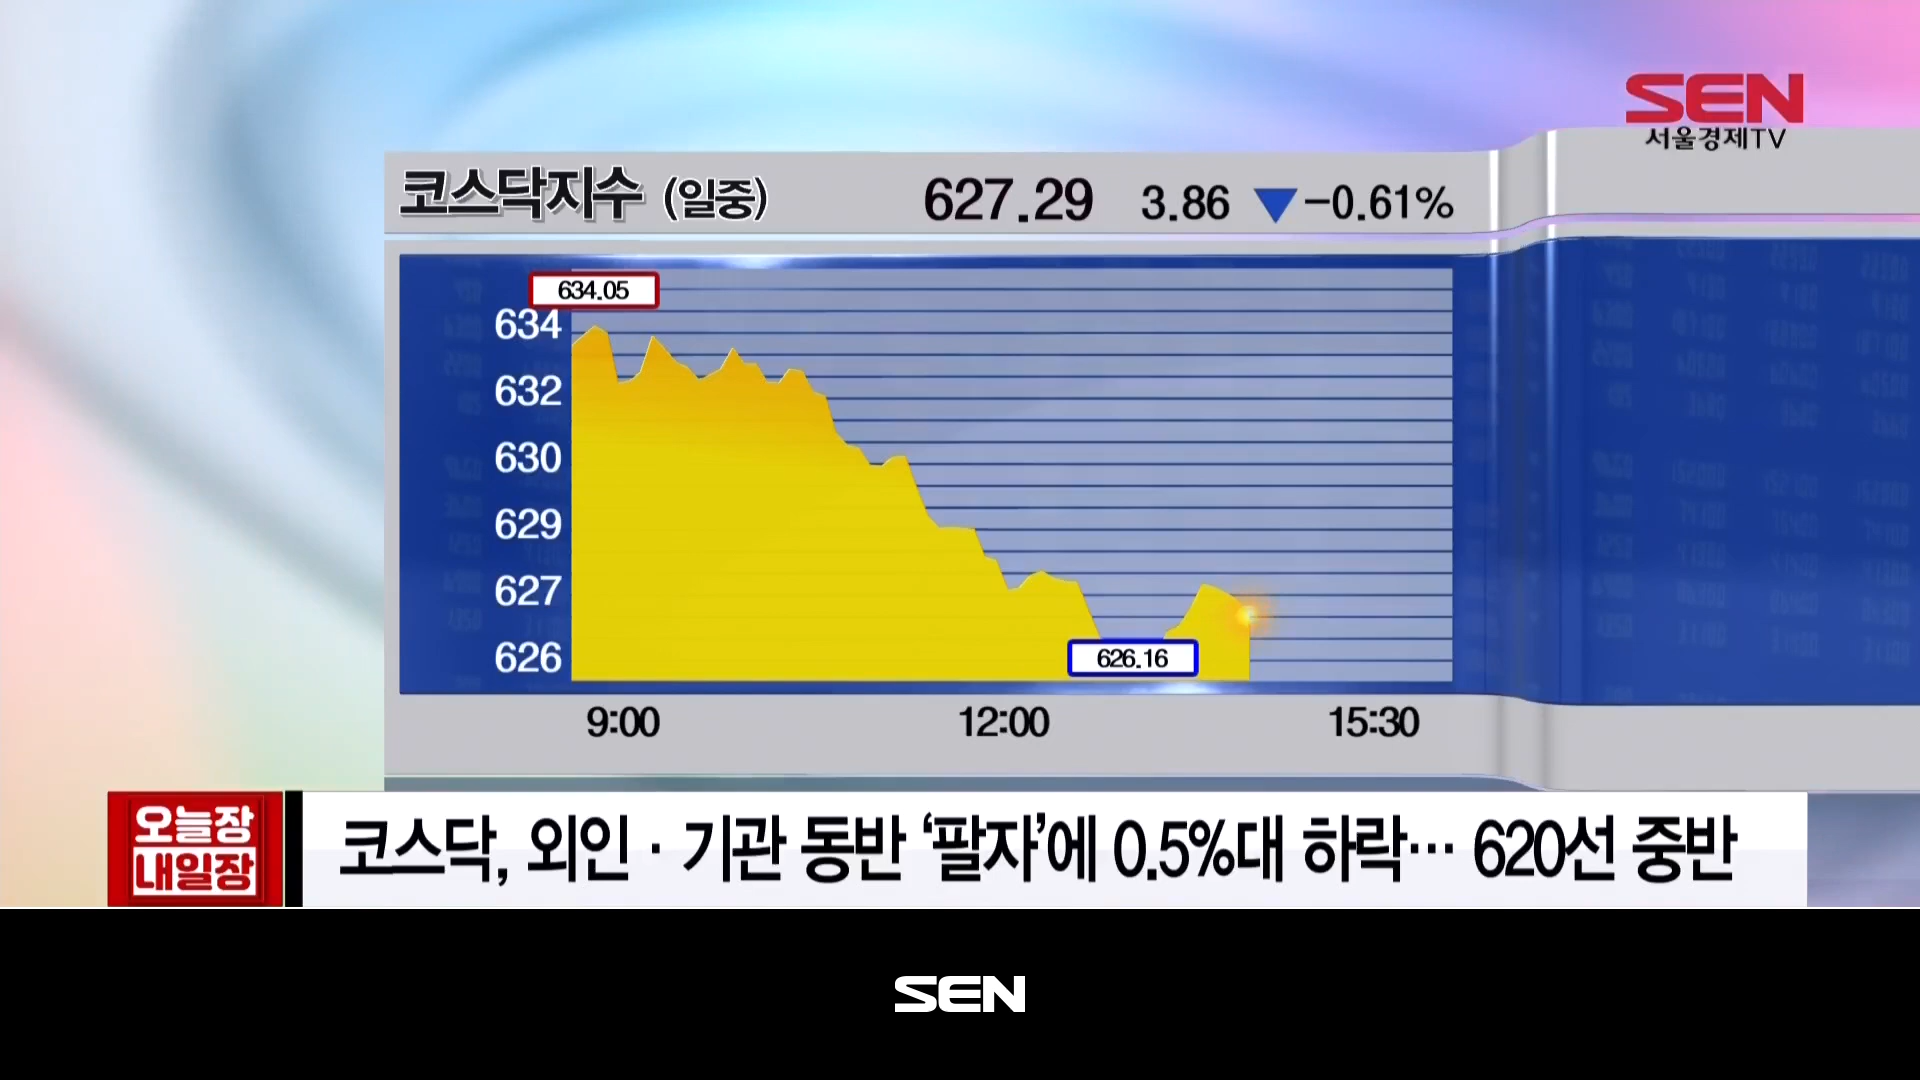 SEN
서울경제TV
코스닥지수 (일중) 627.29 3.86 ▼-0.61%
634.05
634
632
630
629
627
626
626.16
9:00 12:00 15:30
오늘장
내일장
코스닥, 외인·기관 동반 ‘팔자’에 0.5%대 하락… 620선 중반
SEN